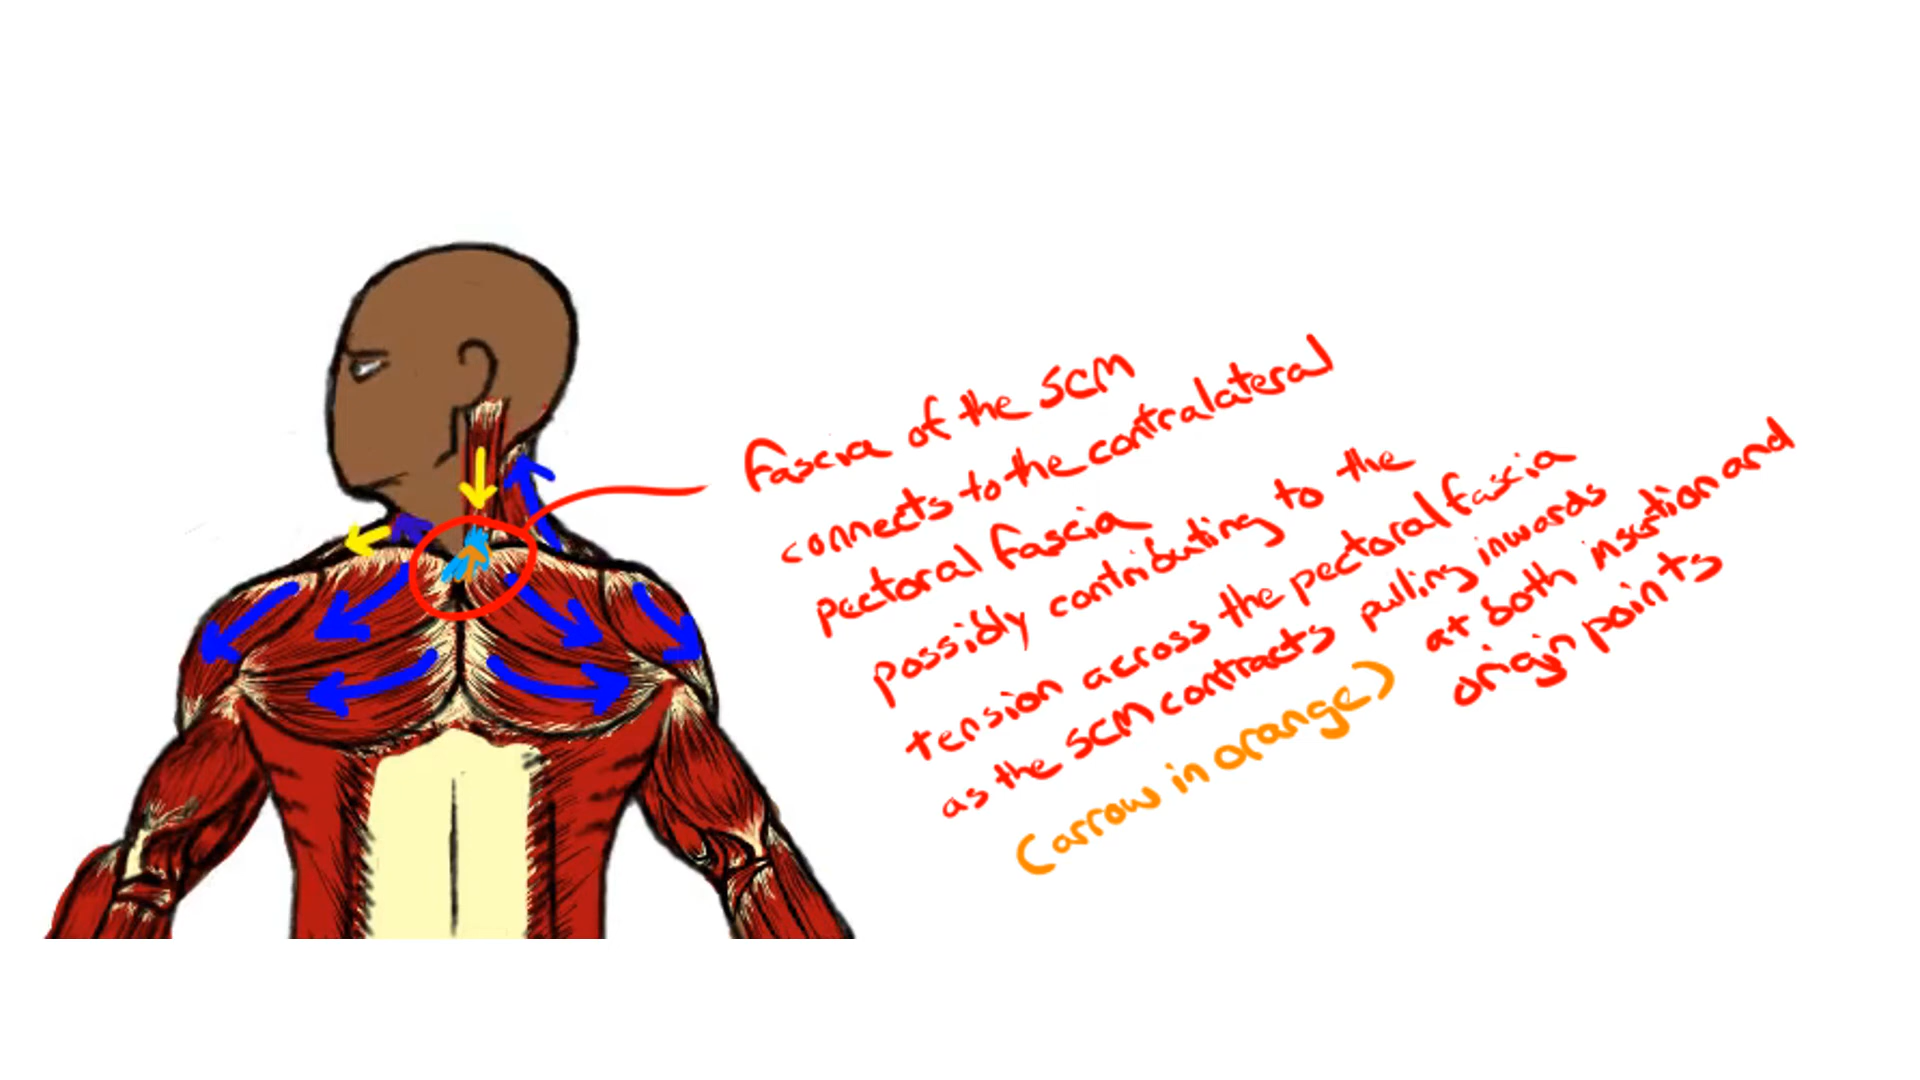 Fascia of the SCM
connects to the contralateral
pectoral fascia
possibly contributing to the
tension across the pectoral fascia
as the SCM contracts pulling inwards
(arrow in orange) at both insertion and
origin points